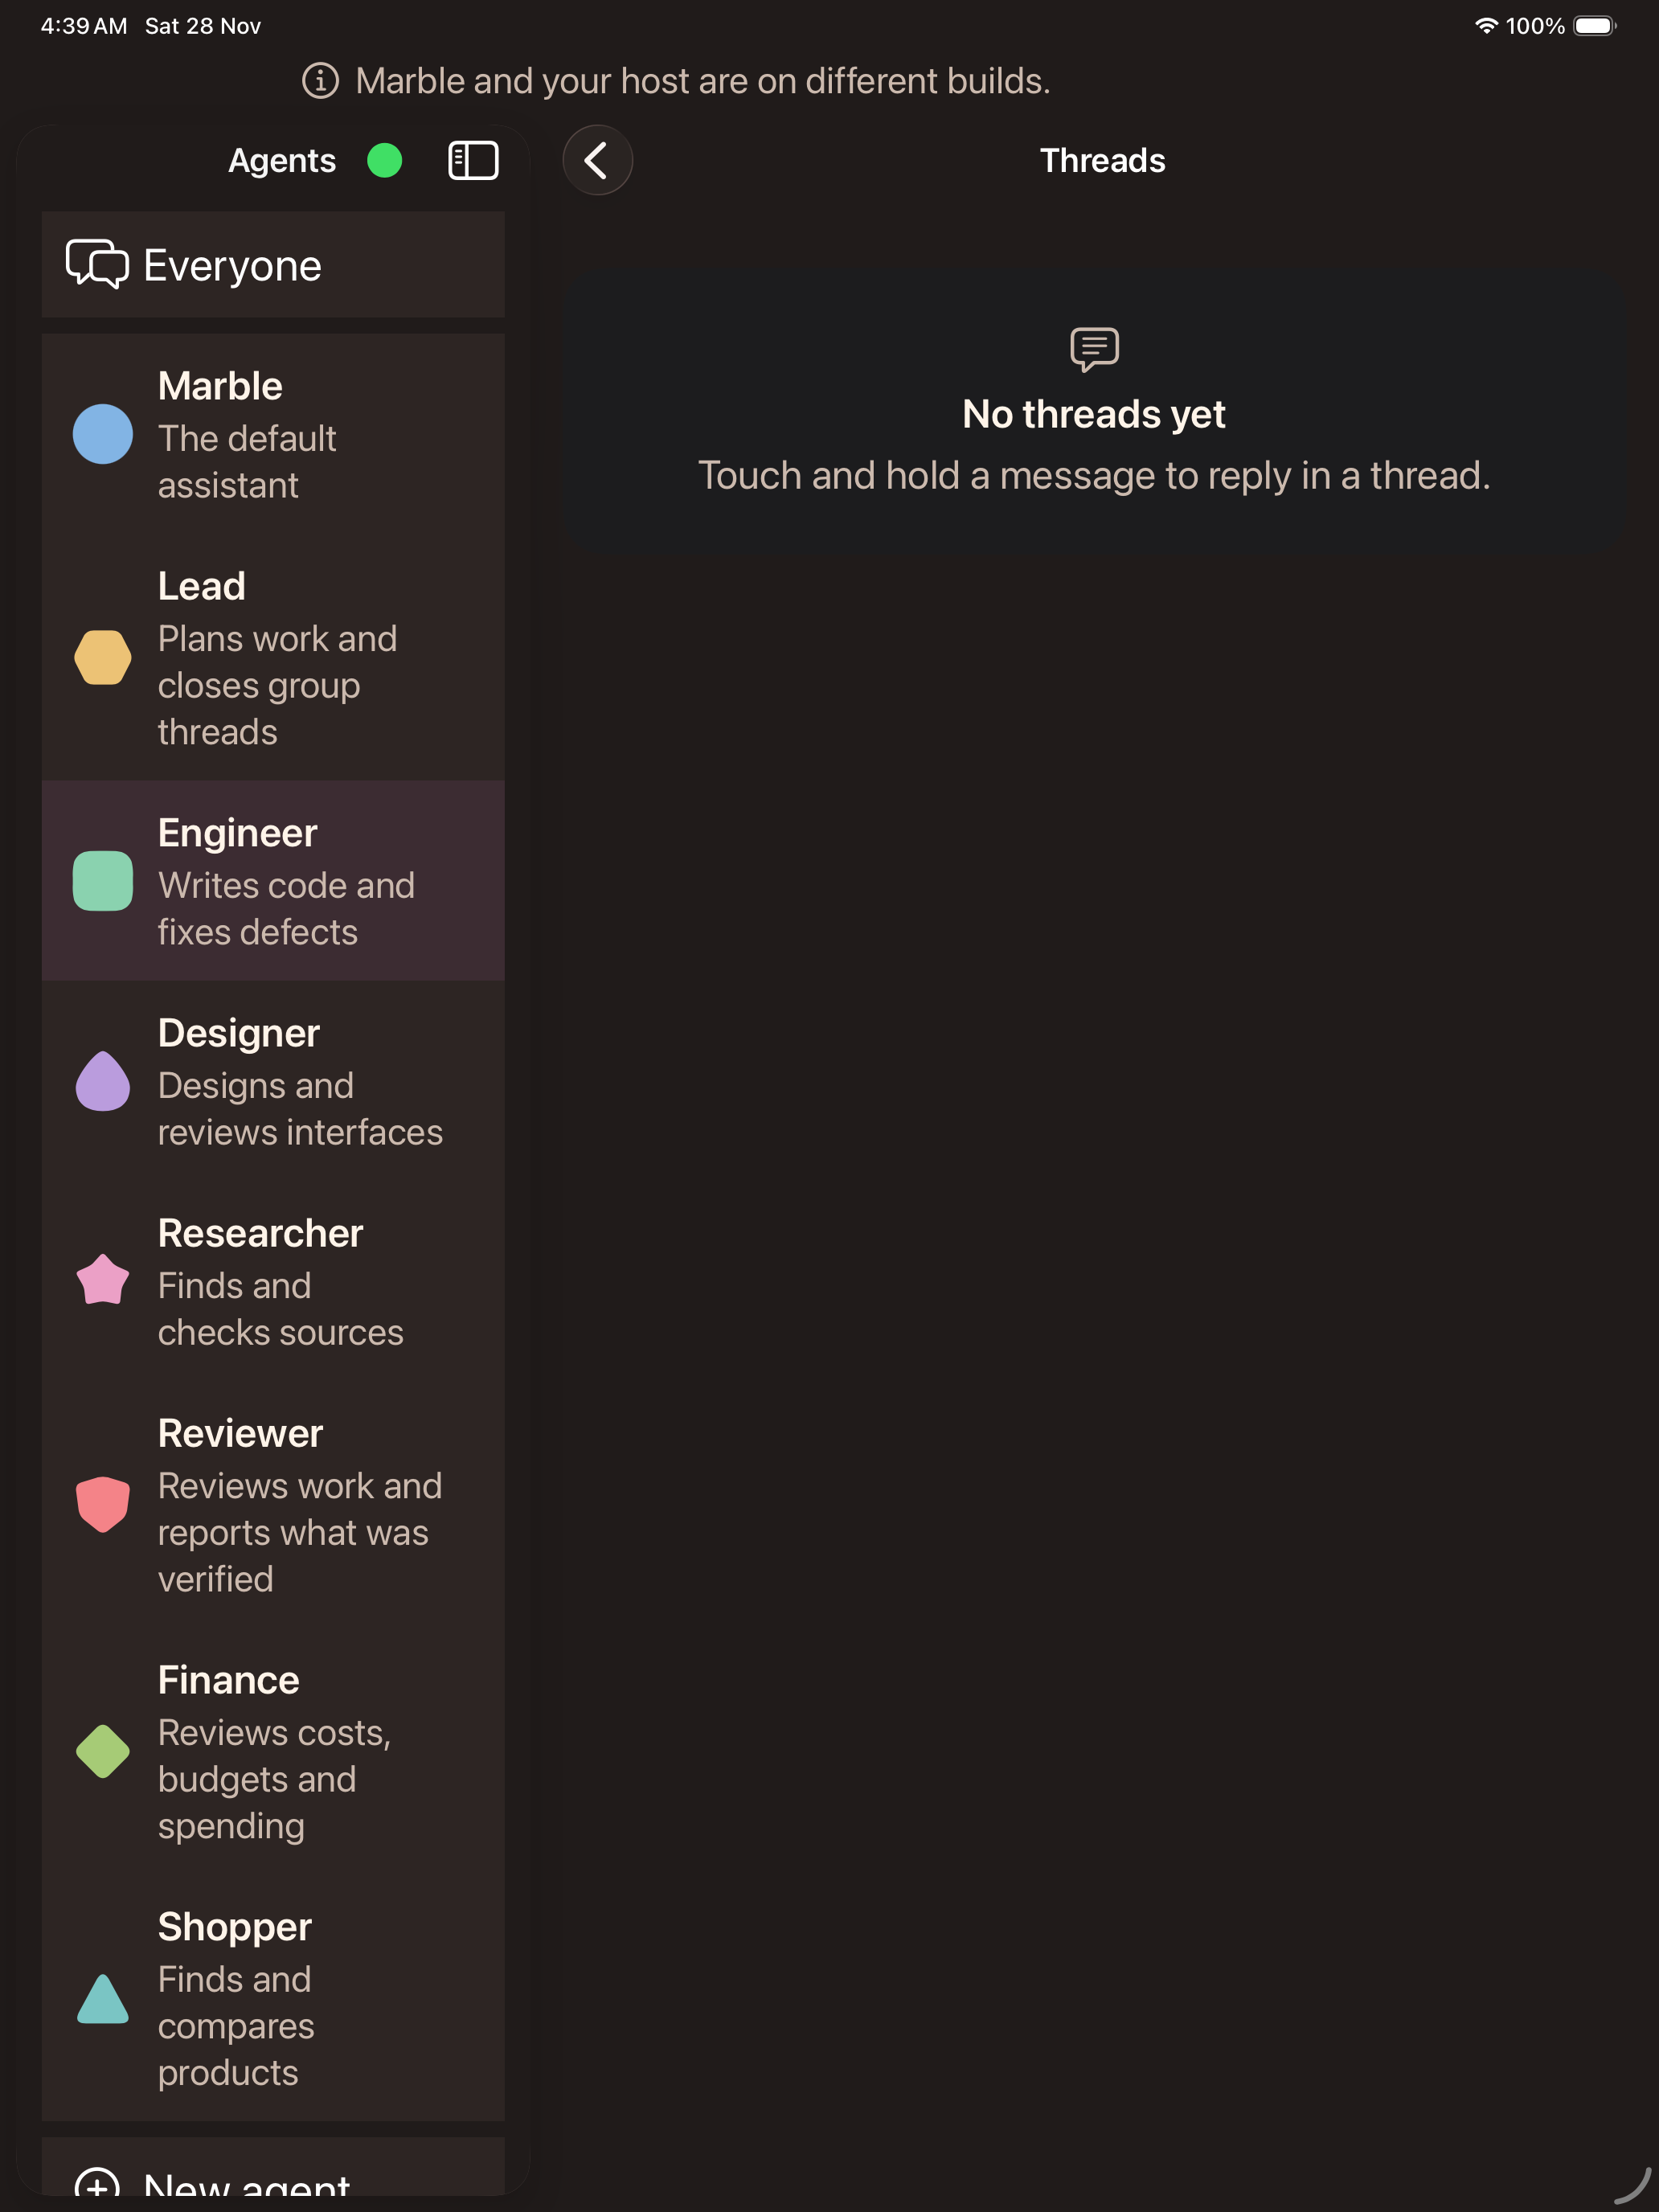 4:39 AM Sat 28 Nov
100%
Marble and your host are on different builds.
Agents
Threads
Everyone
Marble
The default
assistant
Lead
Plans work and
closes group
threads
Engineer
Writes code and
fixes defects
Designer
Designs and
reviews interfaces
Researcher
Finds and
checks sources
Reviewer
Reviews work and
reports what was
verified
Finance
Reviews costs,
budgets and
spending
Shopper
Finds and
compares
products
New agent
No threads yet
Touch and hold a message to reply in a thread.